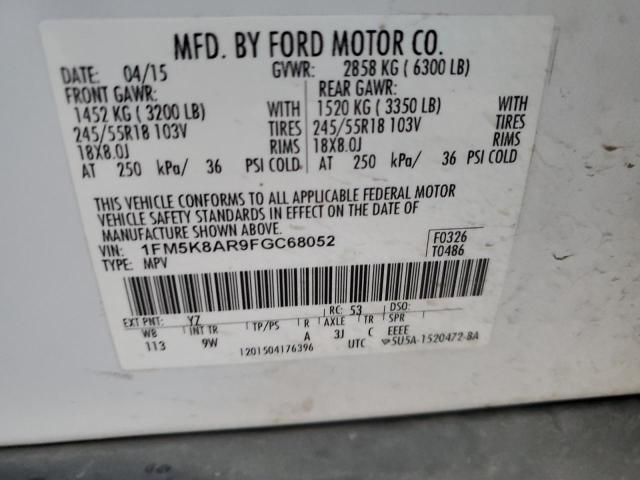 MFD. BY FORD MOTOR CO.
DATE: 04/15 GVWR: 2858 KG ( 6300 LB)
FRONT GAWR: REAR GAWR:
1452 KG ( 3200 LB) WITH 1520 KG ( 3350 LB) WITH
245/55R18 103V TIRES 245/55R18 103V TIRES
18X8.0J RIMS 18X8.0J RIMS
AT 250 kPa/ 36 PSI COLD AT 250 kPa/ 36 PSI COLD
THIS VEHICLE CONFORMS TO ALL APPLICABLE FEDERAL MOTOR
VEHICLE SAFETY STANDARDS IN EFFECT ON THE DATE OF
MANUFACTURE SHOWN ABOVE.
VIN: 1FM5K8AR9FGC68052 F0326
TYPE: MPV T0486
EXT PNT: YZ RC: 53 DSO:
WB INT TR TP/PS R AXLE TR SPR
113 9W A 3J C EEEE
1201504176396 UTC 5U5A-1520472-BA